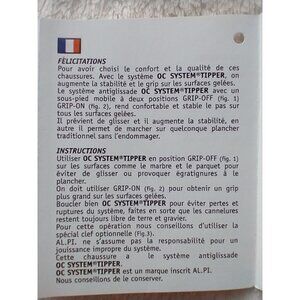 FÈLICITATIONS
Pour avoir choisi le confort et la qualité de ces
chaussures. Avec le système OC SYSTEM®TIPPER, on
augmente la stabilité et le grip sur les surfaces gelées.
Le système antiglissade OC SYSTEM®TIPPER avec un
sous-pied mobile à deux positions GRIP-OFF (fig. 1)
GRIP-ON (fig. 2), rend confortable et stable le pas sur
tous les surfaces gelées.
Il prévient de glisser et il augmente la stabilité, en
autre il permet de marcher sur quelconque plancher
traditionnel sans l'endommager.
INSTRUCTIONS
Utiliser OC SYSTEM®TIPPER en position GRIP-OFF (fig. 1)
sur les surfaces comme le marbre et le parquet pour
éviter de glisser ou provoquer égratignures à le
plancher.
On doit utiliser GRIP-ON (fig. 2) pour obtenir un grip
plus grand sur les surfaces gelées.
Boucler bien OC SYSTEM®TIPPER pour éviter pertes et
ruptures du système, faites en sorte que les cannelures
restent toujours libre de terre et gravier.
Pour cette opération nous conseillons d'utiliser la
spécial clef optionnelle (Fig.3).
AL.PI. ne s'assume pas la responsabilité pour un
jouissance impropre du système.
Cette chaussure a le système antiglissade
OC SYSTEM®TIPPER.
OC SYSTEM®TIPPER est un marque inscrit AL.PI.
Nous conseillons de le conserver.